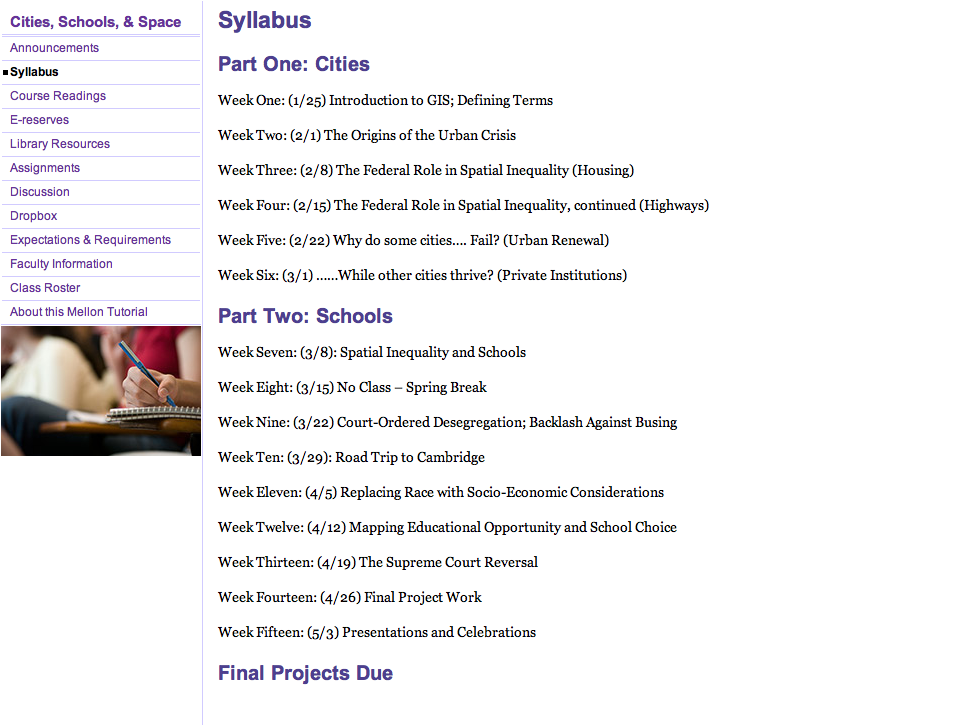 Cities, Schools, & Space
Announcements
Syllabus
Course Readings
E-reserves
Library Resources
Assignments
Discussion
Dropbox
Expectations & Requirements
Faculty Information
Class Roster
About this Mellon Tutorial
Syllabus
Part One: Cities
Week One: (1/25) Introduction to GIS; Defining Terms
Week Two: (2/1) The Origins of the Urban Crisis
Week Three: (2/8) The Federal Role in Spatial Inequality (Housing)
Week Four: (2/15) The Federal Role in Spatial Inequality, continued (Highways)
Week Five: (2/22) Why do some cities.... Fail? (Urban Renewal)
Week Six: (3/1) ......While other cities thrive? (Private Institutions)
Part Two: Schools
Week Seven: (3/8): Spatial Inequality and Schools
Week Eight: (3/15) No Class – Spring Break
Week Nine: (3/22) Court-Ordered Desegregation; Backlash Against Busing
Week Ten: (3/29): Road Trip to Cambridge
Week Eleven: (4/5) Replacing Race with Socio-Economic Considerations
Week Twelve: (4/12) Mapping Educational Opportunity and School Choice
Week Thirteen: (4/19) The Supreme Court Reversal
Week Fourteen: (4/26) Final Project Work
Week Fifteen: (5/3) Presentations and Celebrations
Final Projects Due